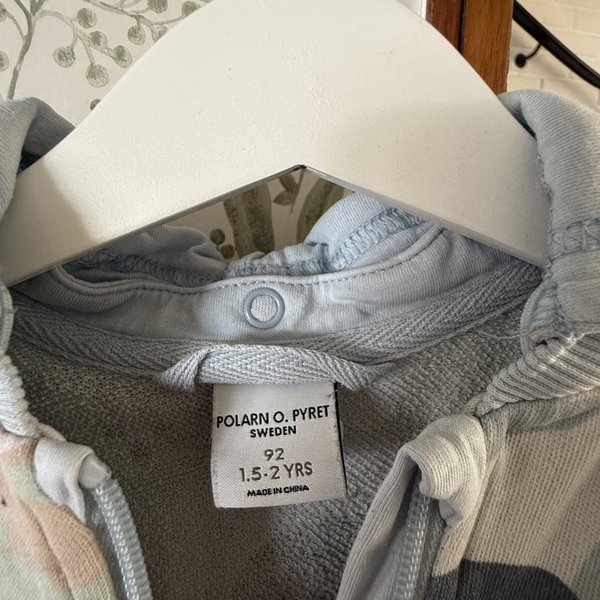 POLARN O. PYRET
SWEDEN
92
1.5-2 YRS
MADE IN CHINA